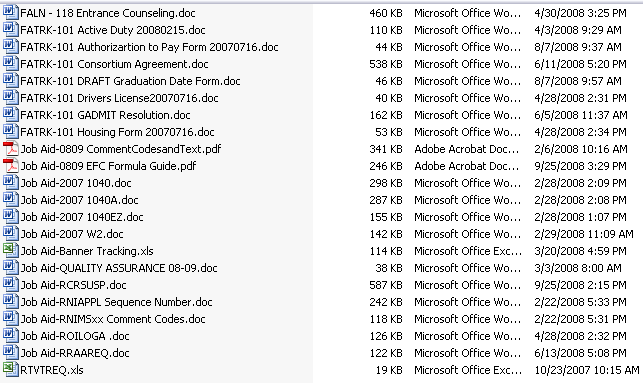 FALN - 118 Entrance Counseling.doc 460 KB Microsoft Office Wo... 4/30/2008 3:25 PM
FATRK-101 Active Duty 20080215.doc 110 KB Microsoft Office Wo... 4/3/2008 9:29 AM
FATRK-101 Authorizartion to Pay Form 20070716.doc 44 KB Microsoft Office Wo... 8/7/2008 9:37 AM
FATRK-101 Consortium Agreement.doc 538 KB Microsoft Office Wo... 6/11/2008 5:20 PM
FATRK-101 DRAFT Graduation Date Form.doc 46 KB Microsoft Office Wo... 8/7/2008 9:57 AM
FATRK-101 Drivers License20070716.doc 40 KB Microsoft Office Wo... 4/28/2008 2:31 PM
FATRK-101 GADMIT Resolution.doc 162 KB Microsoft Office Wo... 6/5/2008 11:37 AM
FATRK-101 Housing Form 20070716.doc 53 KB Microsoft Office Wo... 4/28/2008 2:34 PM
Job Aid-0809 CommentCodesandText.pdf 341 KB Adobe Acrobat Doc... 2/6/2008 10:16 AM
Job Aid-0809 EFC Formula Guide.pdf 246 KB Adobe Acrobat Doc... 9/25/2008 3:29 PM
Job Aid-2007 1040.doc 298 KB Microsoft Office Wo... 2/28/2008 2:09 PM
Job Aid-2007 1040A.doc 287 KB Microsoft Office Wo... 2/28/2008 2:08 PM
Job Aid-2007 1040EZ.doc 155 KB Microsoft Office Wo... 2/28/2008 1:07 PM
Job Aid-2007 W2.doc 142 KB Microsoft Office Wo... 2/29/2008 11:09 AM
Job Aid-Banner Tracking.xls 114 KB Microsoft Office Exc... 3/20/2008 4:59 PM
Job Aid-QUALITY ASSURANCE 08-09.doc 38 KB Microsoft Office Wo... 3/3/2008 8:00 AM
Job Aid-RCRSUSP.doc 587 KB Microsoft Office Wo... 9/25/2008 2:15 PM
Job Aid-RNIAPPL Sequence Number.doc 242 KB Microsoft Office Wo... 2/22/2008 5:33 PM
Job Aid-RNIMSxx Comment Codes.doc 118 KB Microsoft Office Wo... 2/22/2008 5:31 PM
Job Aid-ROILOGA .doc 126 KB Microsoft Office Wo... 4/28/2008 2:32 PM
Job Aid-RRAAREQ.doc 122 KB Microsoft Office Wo... 6/13/2008 5:08 PM
RTVTREQ.xls 19 KB Microsoft Office Exc... 10/23/2007 10:15 AM